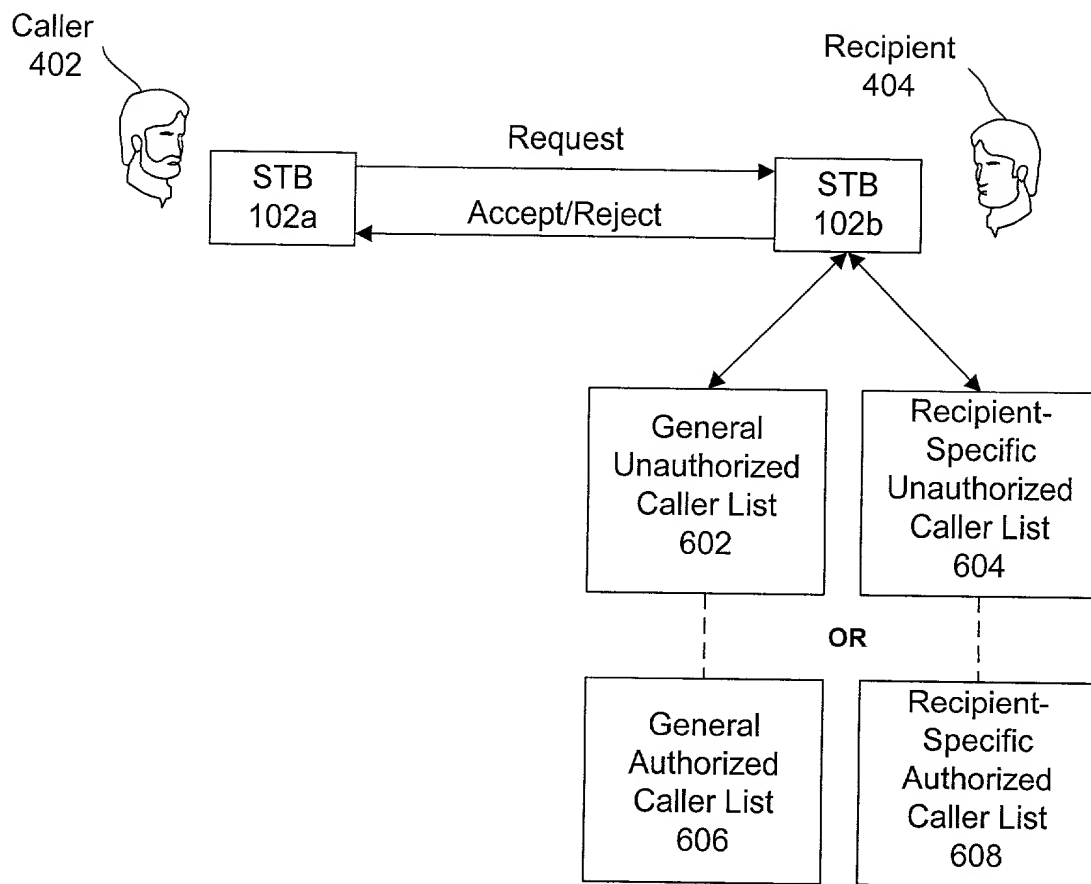 Caller
402
Recipient
404
Request
STB
102a
Accept/Reject
STB
102b
General
Unauthorized
Caller List
602
Recipient-
Specific
Unauthorized
Caller List
604
OR
General
Authorized
Caller List
606
Recipient-
Specific
Authorized
Caller List
608